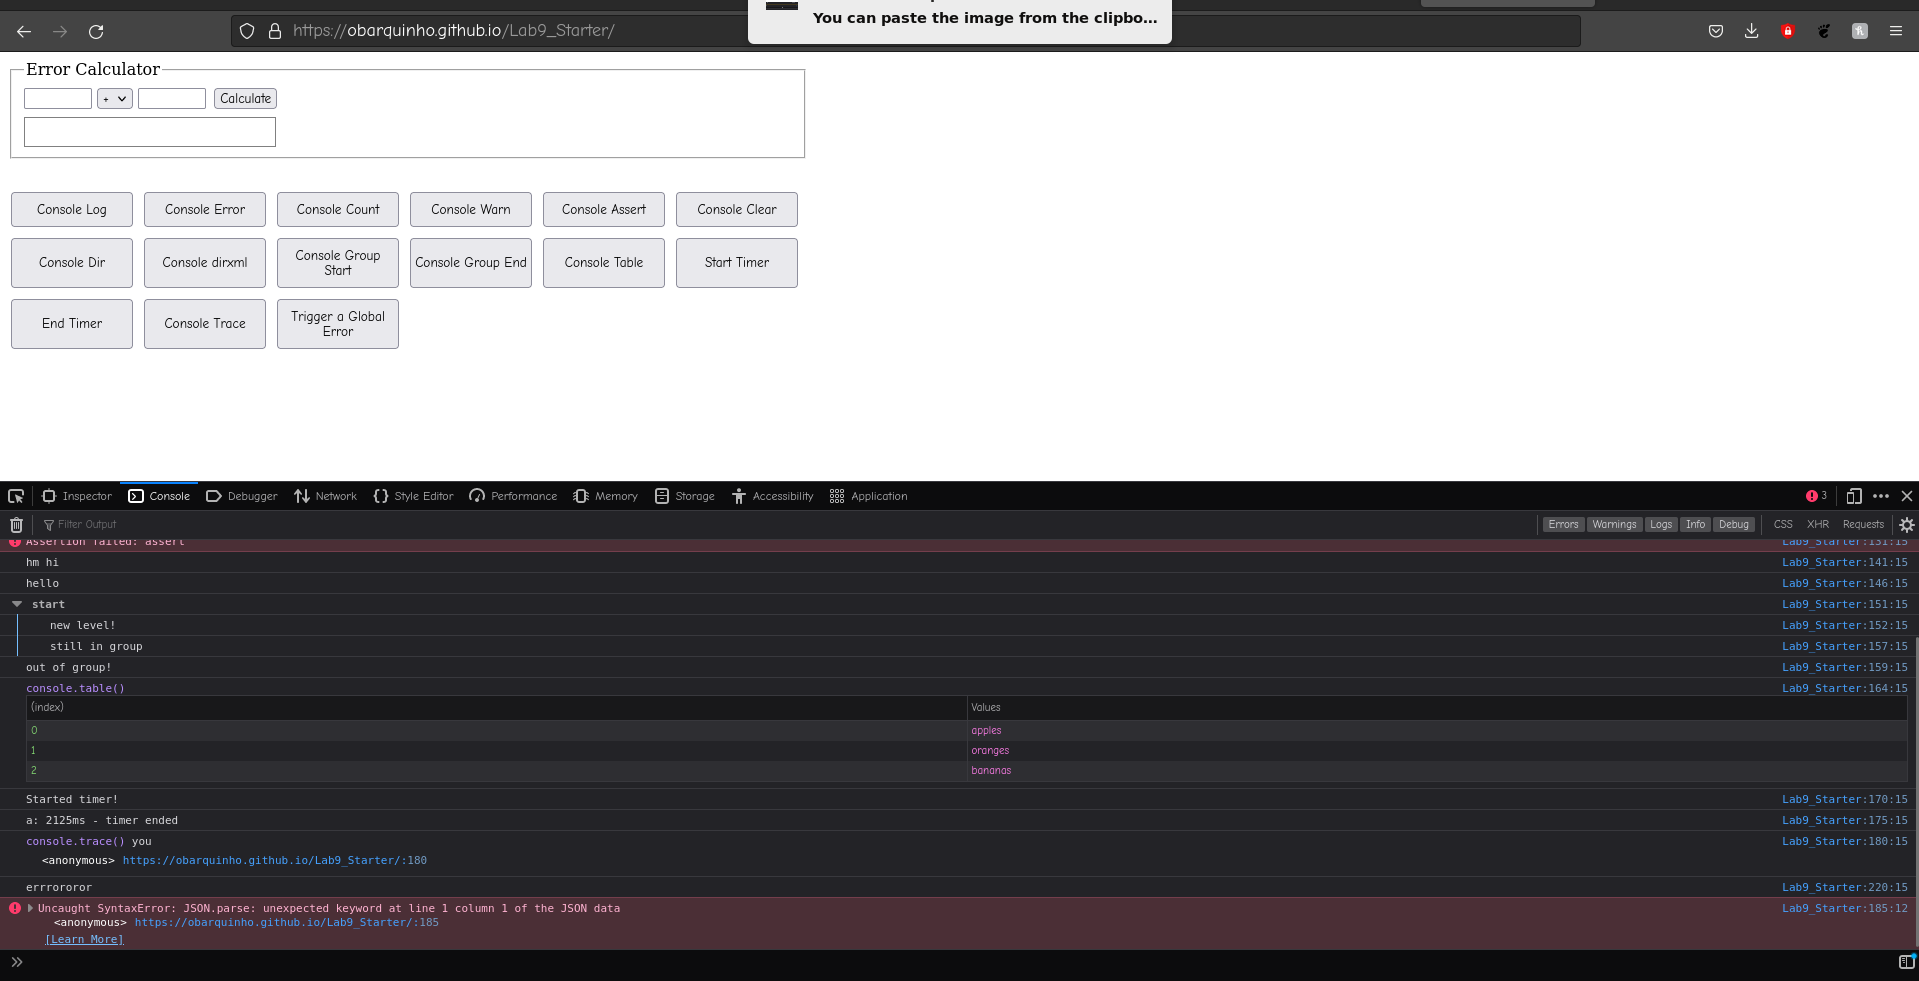 You can paste the image from the clipbo...
https://obarquinho.github.io/Lab9_Starter/
Error Calculator
+ Calculate
Console Log Console Error Console Count Console Warn Console Assert Console Clear
Console Dir Console dirxml Console Group Start Console Group End Console Table Start Timer
End Timer Console Trace Trigger a Global Error
Inspector Console Debugger Network Style Editor Performance Memory Storage Accessibility Application 3
Filter Output Errors Warnings Logs Info Debug CSS XHR Requests
Assertion failed: assert Lab9_Starter:131:15
hm hi Lab9_Starter:141:15
hello Lab9_Starter:146:15
start Lab9_Starter:151:15
new level! Lab9_Starter:152:15
still in group Lab9_Starter:157:15
out of group! Lab9_Starter:159:15
console.table() Lab9_Starter:164:15
(index) Values
0 apples
1 oranges
2 bananas
Started timer! Lab9_Starter:170:15
a: 2125ms - timer ended Lab9_Starter:175:15
console.trace() you Lab9_Starter:180:15
<anonymous> https://obarquinho.github.io/Lab9_Starter/:180
errrororor Lab9_Starter:220:15
Uncaught SyntaxError: JSON.parse: unexpected keyword at line 1 column 1 of the JSON data Lab9_Starter:185:12
<anonymous> https://obarquinho.github.io/Lab9_Starter/:185
[Learn More]